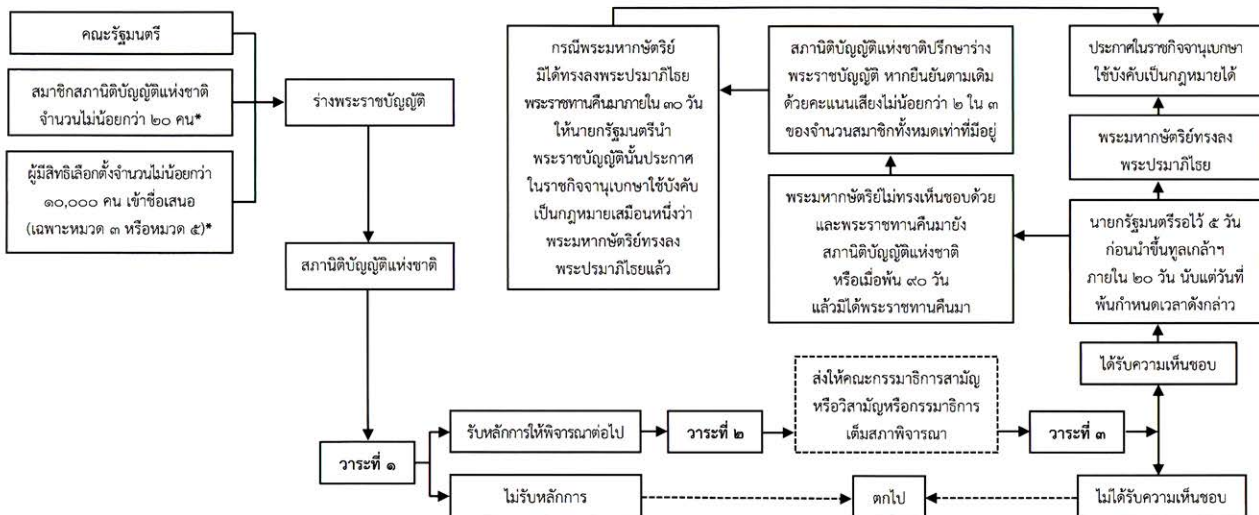 คณะรัฐมนตรี
สมาชิกสภานิติบัญญัติแห่งชาติ
จำนวนไม่น้อยกว่า ๒๐ คน*
ผู้มีสิทธิเลือกตั้งจำนวนไม่น้อยกว่า
๑๐,๐๐๐ คน เข้าชื่อเสนอ
(เฉพาะหมวด ๓ หรือหมวด ๕)*
ร่างพระราชบัญญัติ
สภานิติบัญญัติแห่งชาติ
วาระที่ ๑
รับหลักการให้พิจารณาต่อไป
ไม่รับหลักการ
วาระที่ ๒
ส่งให้คณะกรรมาธิการสามัญ
หรือวิสามัญหรือกรรมาธิการ
เต็มสภาพิจารณา
วาระที่ ๓
ตกไป
ไม่ได้รับความเห็นชอบ
ได้รับความเห็นชอบ
นายกรัฐมนตรีรอไว้ ๕ วัน
ก่อนนำขึ้นทูลเกล้าฯ
ภายใน ๒๐ วัน นับแต่วันที่
พ้นกำหนดเวลาดังกล่าว
พระมหากษัตริย์ทรงลง
พระปรมาภิไธย
ประกาศในราชกิจจานุเบกษา
ใช้บังคับเป็นกฎหมายได้
พระมหากษัตริย์ไม่ทรงเห็นชอบด้วย
และพระราชทานคืนมายัง
สภานิติบัญญัติแห่งชาติ
หรือเมื่อพ้น ๙๐ วัน
แล้วมิได้พระราชทานคืนมา
สภานิติบัญญัติแห่งชาติปรึกษาร่าง
พระราชบัญญัติ หากยืนยันตามเดิม
ด้วยคะแนนเสียงไม่น้อยกว่า ๒ ใน ๓
ของจำนวนสมาชิกทั้งหมดเท่าที่มีอยู่
กรณีพระมหากษัตริย์
มิได้ทรงลงพระปรมาภิไธย
พระราชทานคืนมาภายใน ๓๐ วัน
ให้นายกรัฐมนตรีนำ
พระราชบัญญัตินั้นประกาศ
ในราชกิจจานุเบกษาใช้บังคับ
เป็นกฎหมายเสมือนหนึ่งว่า
พระมหากษัตริย์ทรงลง
พระปรมาภิไธยแล้ว